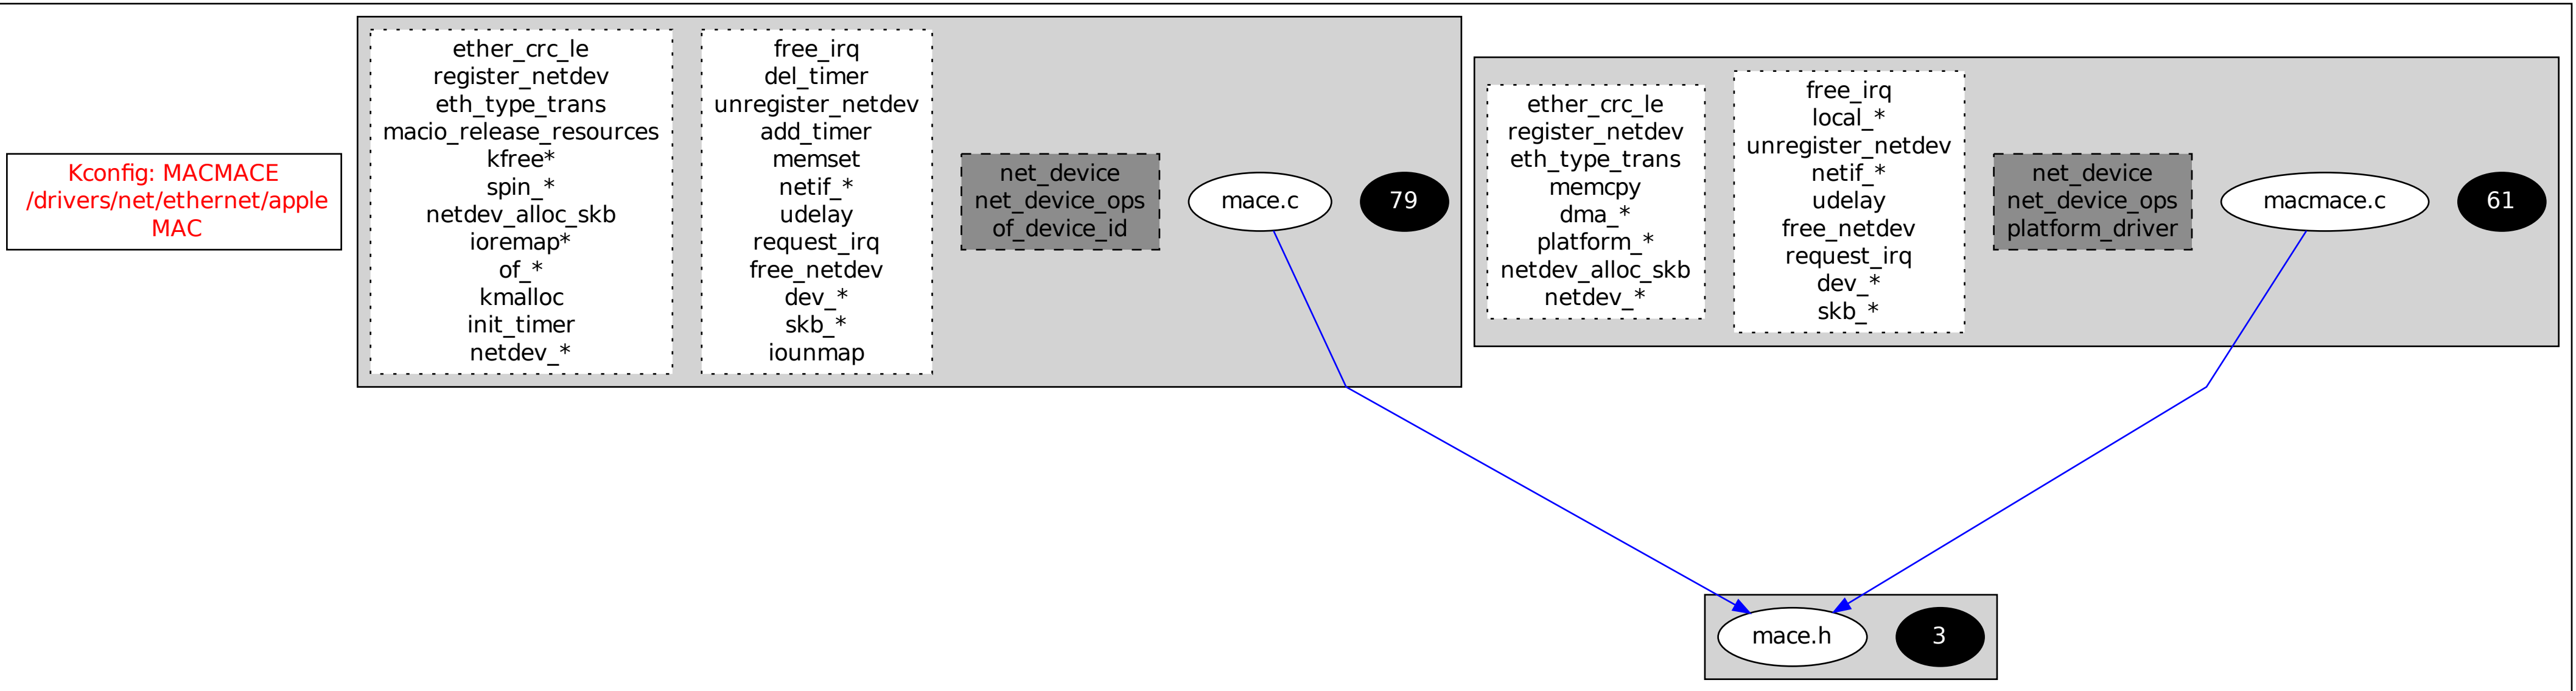 Kconfig: MACMACE
/drivers/net/ethernet/apple
MAC
ether_crc_le
register_netdev
eth_type_trans
macio_release_resources
kfree*
spin_*
netdev_alloc_skb
ioremap*
of_*
kmalloc
init_timer
netdev_*
free_irq
del_timer
unregister_netdev
add_timer
memset
netif_*
udelay
request_irq
free_netdev
dev_*
skb_*
iounmap
net_device
net_device_ops
of_device_id
mace.c
79
ether_crc_le
register_netdev
eth_type_trans
memcpy
dma_*
platform_*
netdev_alloc_skb
netdev_*
free_irq
local_*
unregister_netdev
netif_*
udelay
free_netdev
request_irq
dev_*
skb_*
net_device
net_device_ops
platform_driver
macmace.c
61
mace.h
3